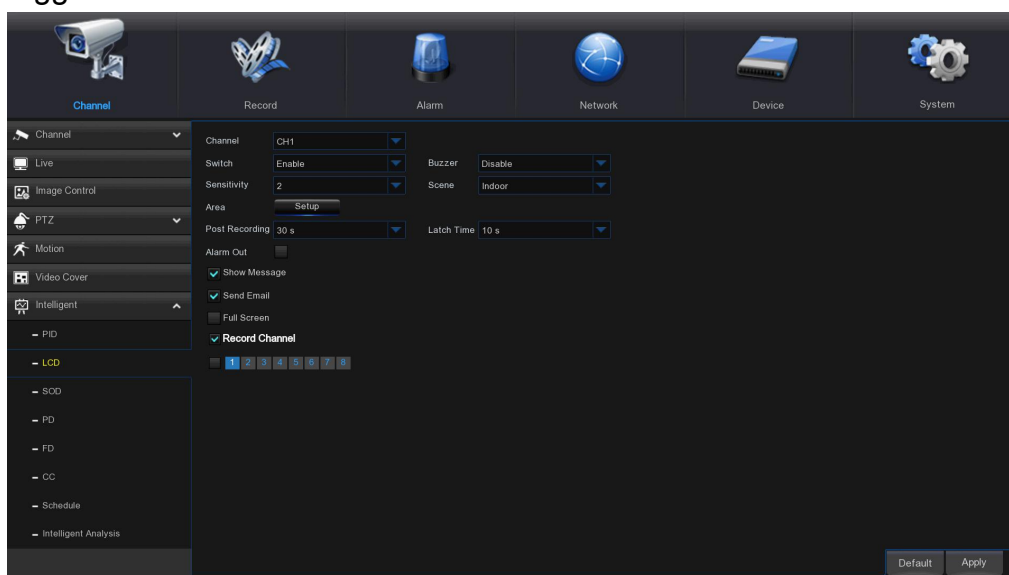 Channel Record Alarm Network Device System
Channel
Live
Image Control
PTZ
Motion
Video Cover
Intelligent
PID
LCD
SOD
PD
FD
CC
Schedule
Intelligent Analysis
Channel CH1
Switch Enable Buzzer Disable
Sensitivity 2 Scene Indoor
Area Setup
Post Recording 30 s Latch Time 10 s
Alarm Out
Show Message
Send Email
Full Screen
Record Channel
1 2 3 4 5 6 7 8
Default Apply